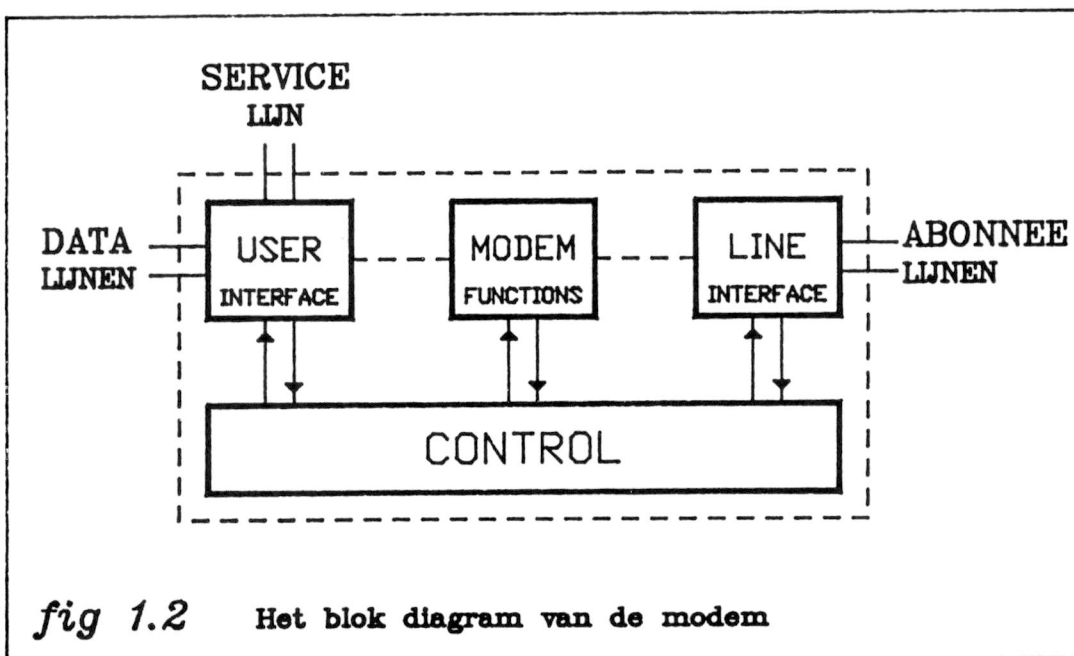 SERVICE
LIJN
DATA
LIJNEN
USER
INTERFACE
MODEM
FUNCTIONS
LINE
INTERFACE
ABONNEE
LIJNEN
CONTROL
fig 1.2 Het blok diagram van de modem